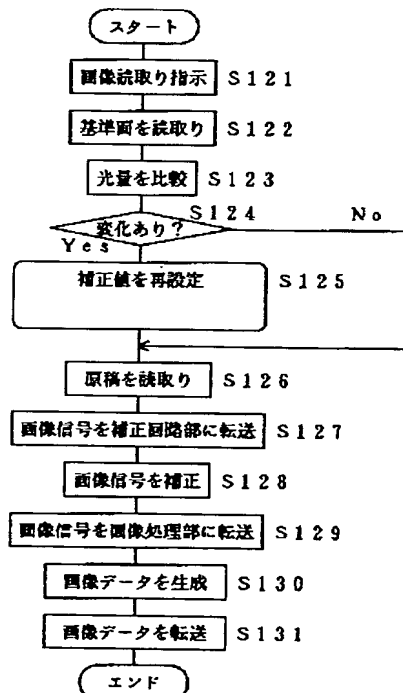 スタート
画像読取り指示 S121
基準面を読取り S122
光量を比較 S123
S124
変化あり? No
Yes
補正値を再設定 S125
原稿を読取り S126
画像信号を補正回路部に転送 S127
画像信号を補正 S128
画像信号を画像処理部に転送 S129
画像データを生成 S130
画像データを転送 S131
エンド